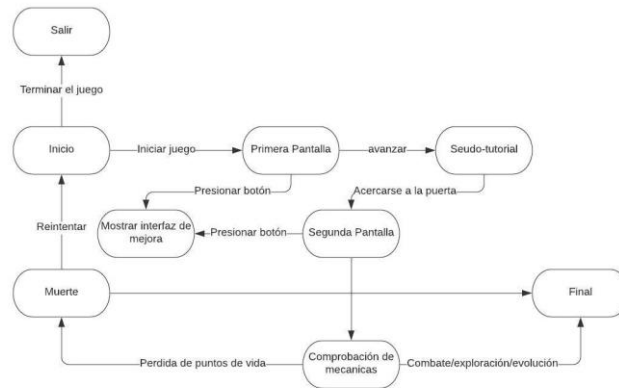 Salir
Terminar el juego
Inicio
Iniciar juego
Primera Pantalla
avanzar
Seudo-tutorial
Presionar botón
Acercarse a la puerta
Reintentar
Mostrar interfaz de
mejora
Presionar botón
Segunda Pantalla
Muerte
Final
Perdida de puntos de vida
Comprobación de
mecanicas
Combate/exploración/evolución